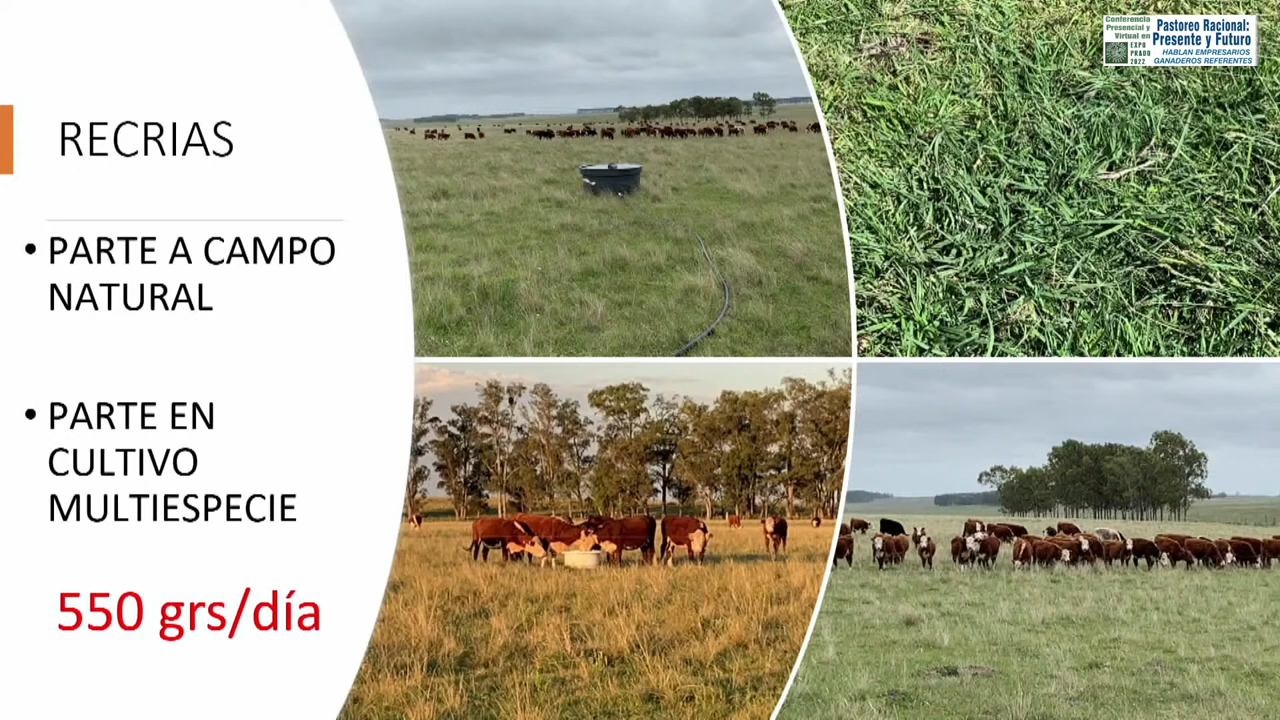 RECRIAS
• PARTE A CAMPO
NATURAL
• PARTE EN
CULTIVO
MULTIESPECIE
550 grs/día
Conferencia
Presencial y
Virtual en
EXPO
PRADO
2022
Pastoreo Racional:
Presente y Futuro
HABLAN EMPRESARIOS
GANADEROS REFERENTES